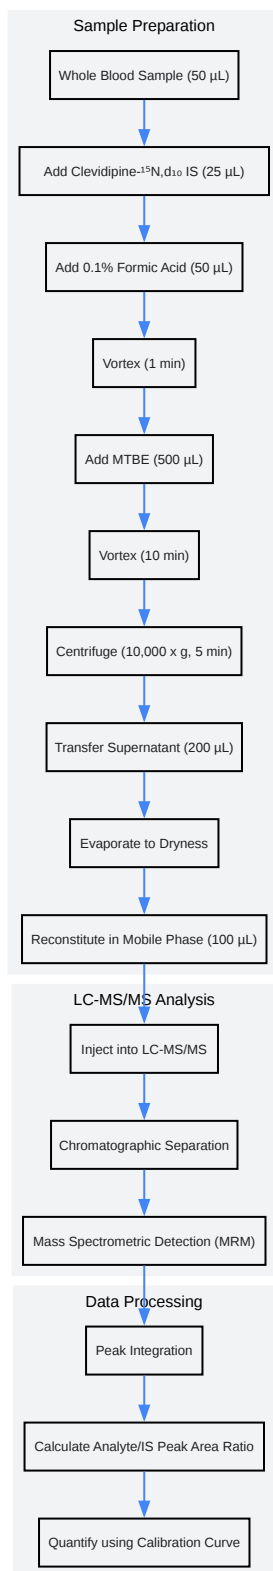 Sample Preparation
Whole Blood Sample (50 µL)
Add Clevidipine-¹⁵N,d₁₀ IS (25 µL)
Add 0.1% Formic Acid (50 µL)
Vortex (1 min)
Add MTBE (500 µL)
Vortex (10 min)
Centrifuge (10,000 x g, 5 min)
Transfer Supernatant (200 µL)
Evaporate to Dryness
Reconstitute in Mobile Phase (100 µL)
LC-MS/MS Analysis
Inject into LC-MS/MS
Chromatographic Separation
Mass Spectrometric Detection (MRM)
Data Processing
Peak Integration
Calculate Analyte/IS Peak Area Ratio
Quantify using Calibration Curve